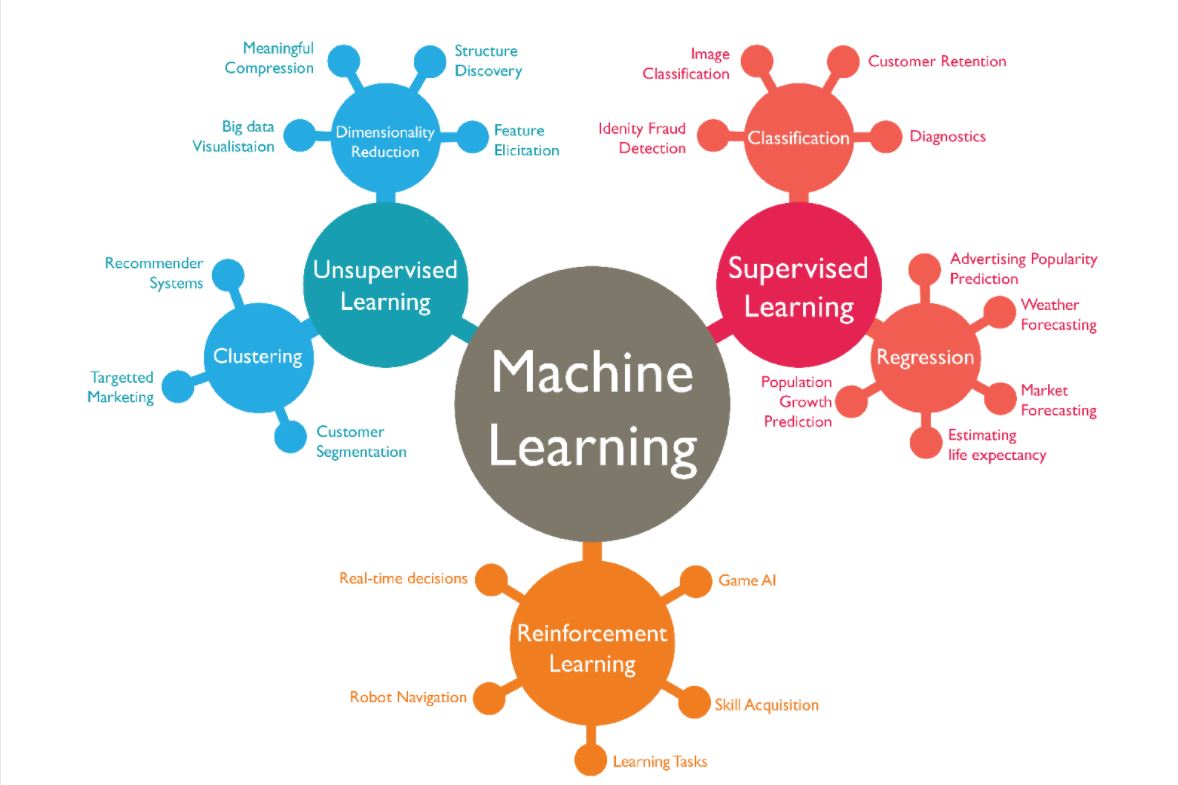 Meaningful
Compression
Structure
Discovery
Big data
Visualistaion
Dimensionality
Reduction
Feature
Elicitation
Recommender
Systems
Unsupervised
Learning
Clustering
Targetted
Marketing
Customer
Segmentation
Image
Classification
Customer Retention
Idenity Fraud
Detection
Classification
Diagnostics
Supervised
Learning
Advertising Popularity
Prediction
Weather
Forecasting
Regression
Population
Growth
Prediction
Market
Forecasting
Estimating
life expectancy
Machine
Learning
Real-time decisions
Game AI
Reinforcement
Learning
Robot Navigation
Skill Acquisition
Learning Tasks